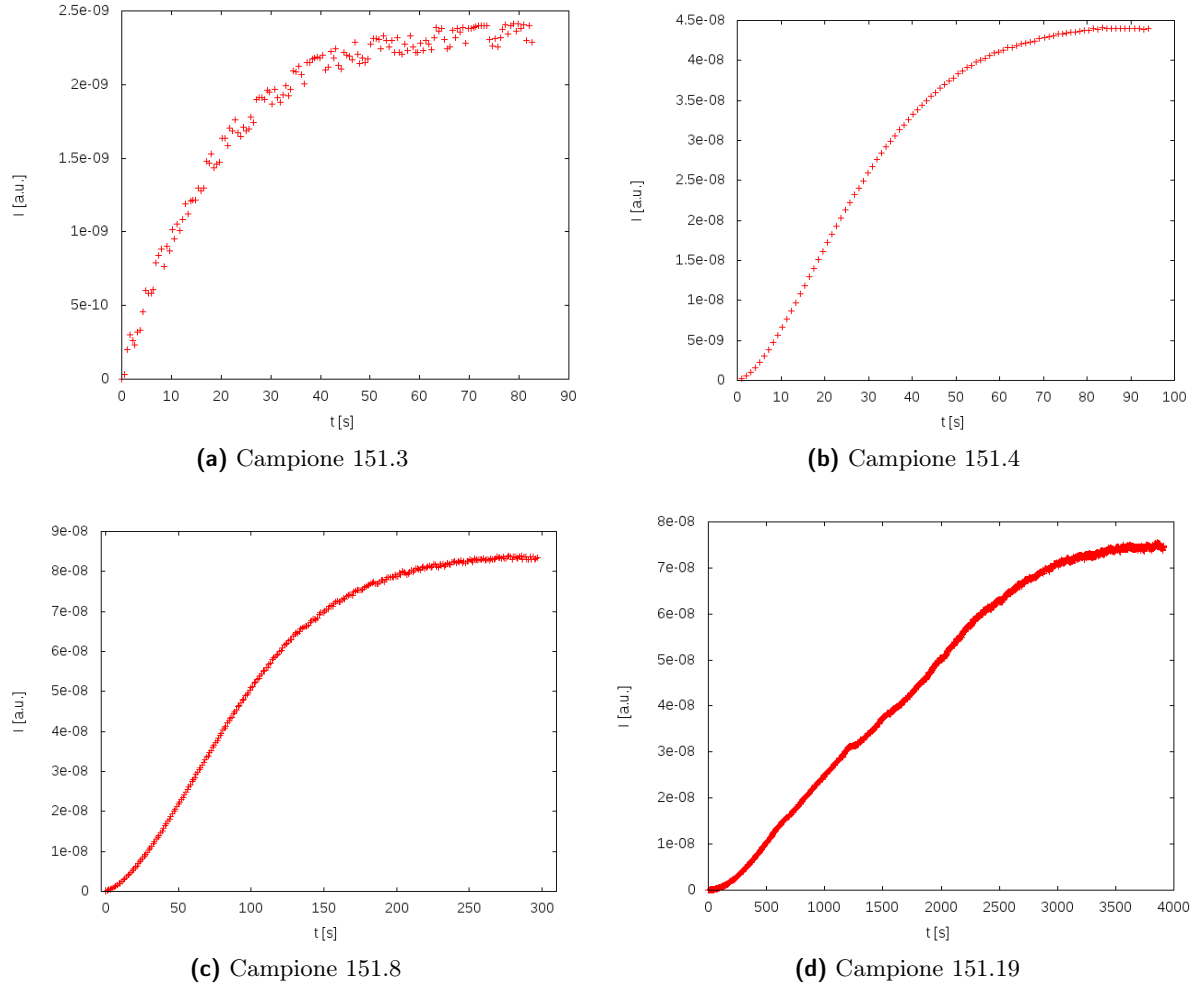 2.5e-09
2e-09
1.5e-09
1e-09
5e-10
0
I [a.u.]
0 10 20 30 40 50 60 70 80 90
t [s]
(a) Campione 151.3
4.5e-08
4e-08
3.5e-08
3e-08
2.5e-08
2e-08
1.5e-08
1e-08
5e-09
0
I [a.u.]
0 10 20 30 40 50 60 70 80 90 100
t [s]
(b) Campione 151.4
9e-08
8e-08
7e-08
6e-08
5e-08
4e-08
3e-08
2e-08
1e-08
0
I [a.u.]
0 50 100 150 200 250 300
t [s]
(c) Campione 151.8
8e-08
7e-08
6e-08
5e-08
4e-08
3e-08
2e-08
1e-08
0
I [a.u.]
0 500 1000 1500 2000 2500 3000 3500 4000
t [s]
(d) Campione 151.19